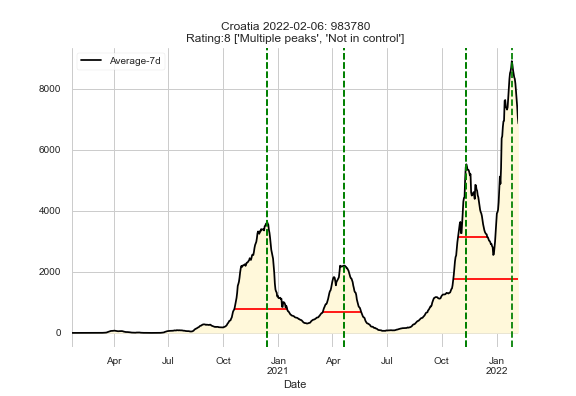 Croatia 2022-02-06: 983780
Rating:8 ['Multiple peaks', 'Not in control']
Average-7d
8000
6000
4000
2000
0
Apr Jul Oct Jan Apr Jul Oct Jan
2021 2022
Date